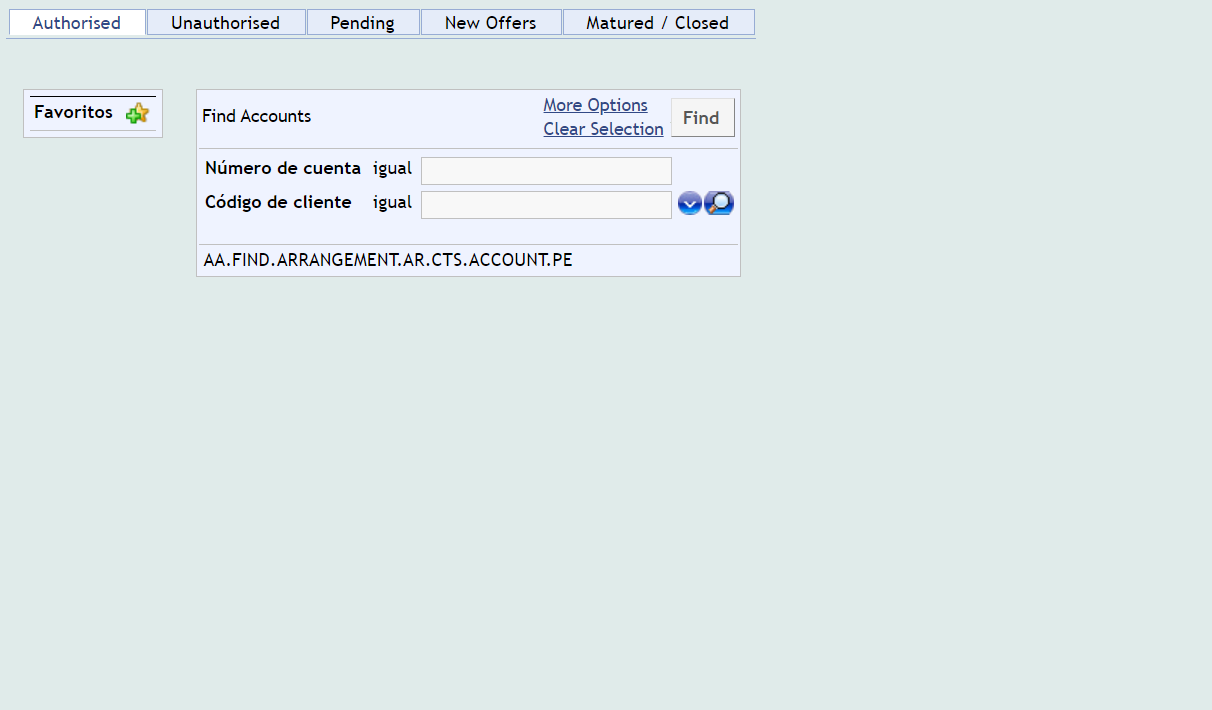 Authorised Unauthorised Pending New Offers Matured / Closed
Favoritos
Find Accounts
More Options
Clear Selection
Find
Número de cuenta igual
Código de cliente igual
AA.FIND.ARRANGEMENT.AR.CTS.ACCOUNT.PE